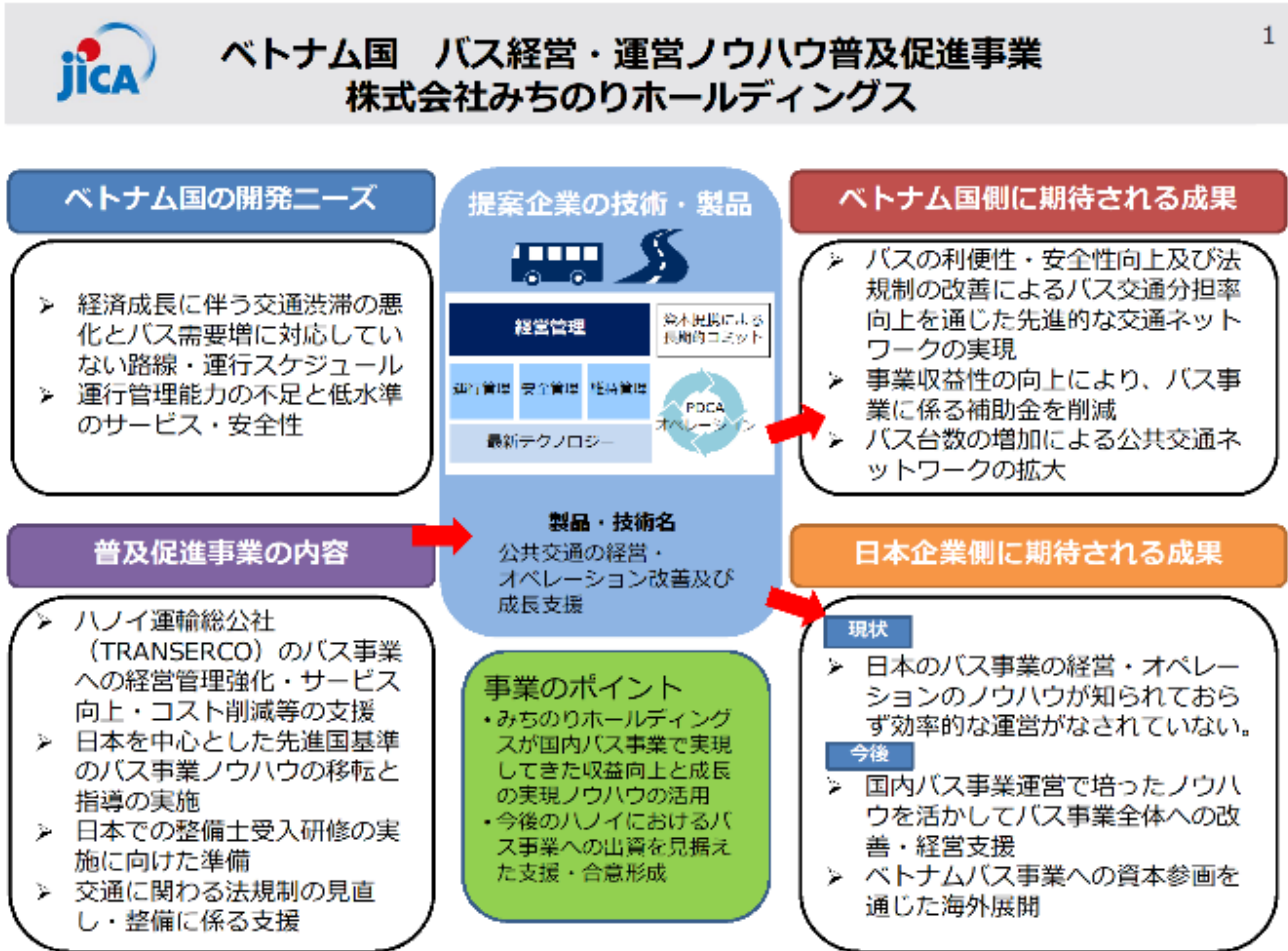 jica
ベトナム国 バス経営・運営ノウハウ普及促進事業
株式会社みちのりホールディングス
1
ベトナム国の開発ニーズ
➢ 経済成長に伴う交通渋滞の悪
化とバス需要増に対応してい
ない路線・運行スケジュール
➢ 運行管理能力の不足と低水準
のサービス・安全性
普及促進事業の内容
➢ ハノイ運輸総公社
（TRANSERCO）のバス事業
への経営管理強化・サービス
向上・コスト削減等の支援
➢ 日本を中心とした先進国基準
のバス事業ノウハウの移転と
指導の実施
➢ 日本での整備士受入研修の実
施に向けた準備
➢ 交通に関わる法規制の見直
し・整備に係る支援
提案企業の技術・製品
経営管理
資本提携による
長期的コミット
運行管理
安全管理
維持管理
PDCA
オペレーション
最新テクノロジー
製品・技術名
公共交通の経営・
オペレーション改善及び
成長支援
事業のポイント
・みちのりホールディング
スが国内バス事業で実現
してきた収益向上と成長
の実現ノウハウの活用
・今後のハノイにおけるバ
ス事業への出資を見据え
た支援・合意形成
ベトナム国側に期待される成果
➢ バスの利便性・安全性向上及び法
規制の改善によるバス交通分担率
向上を通じた先進的な交通ネット
ワークの実現
➢ 事業収益性の向上により、バス事
業に係る補助金を削減
➢ バス台数の増加による公共交通ネ
ットワークの拡大
日本企業側に期待される成果
現状
➢ 日本のバス事業の経営・オペレー
ションのノウハウが知られておら
ず効率的な運営がなされていない。
今後
➢ 国内バス事業運営で培ったノウハ
ウを活かしてバス事業全体への改
善・経営支援
➢ ベトナムバス事業への資本参画を
通じた海外展開